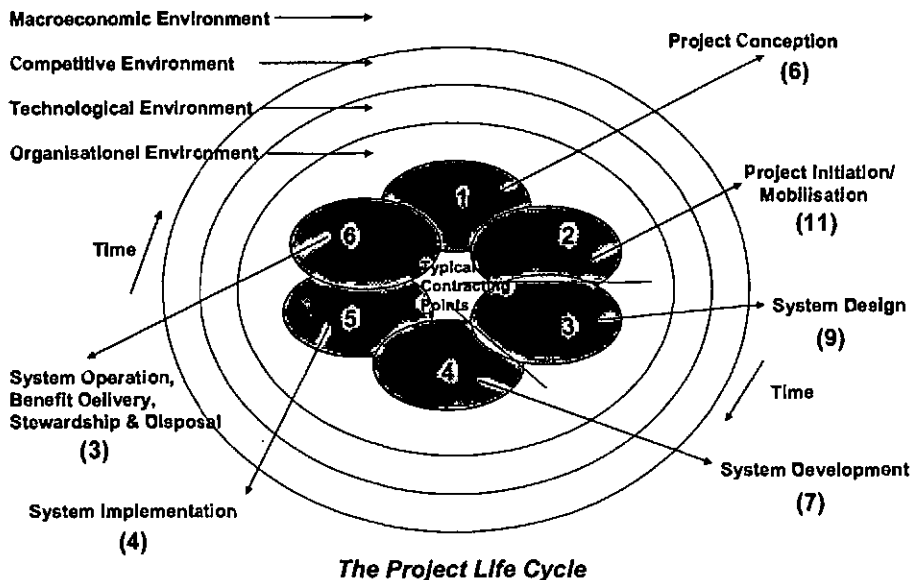 Macroeconomic Environment
Competitive Environment
Technological Environment
Organisationel Environment
Project Conception
(6)
Project Initiation/
Mobilisation
(11)
Time
1
2
3
4
5
6
Typical
Contracting
Points
System Design
(9)
Time
System Operation,
Benefit Delivery,
Stewardship & Disposal
(3)
System Development
(7)
System Implementation
(4)
The Project Life Cycle